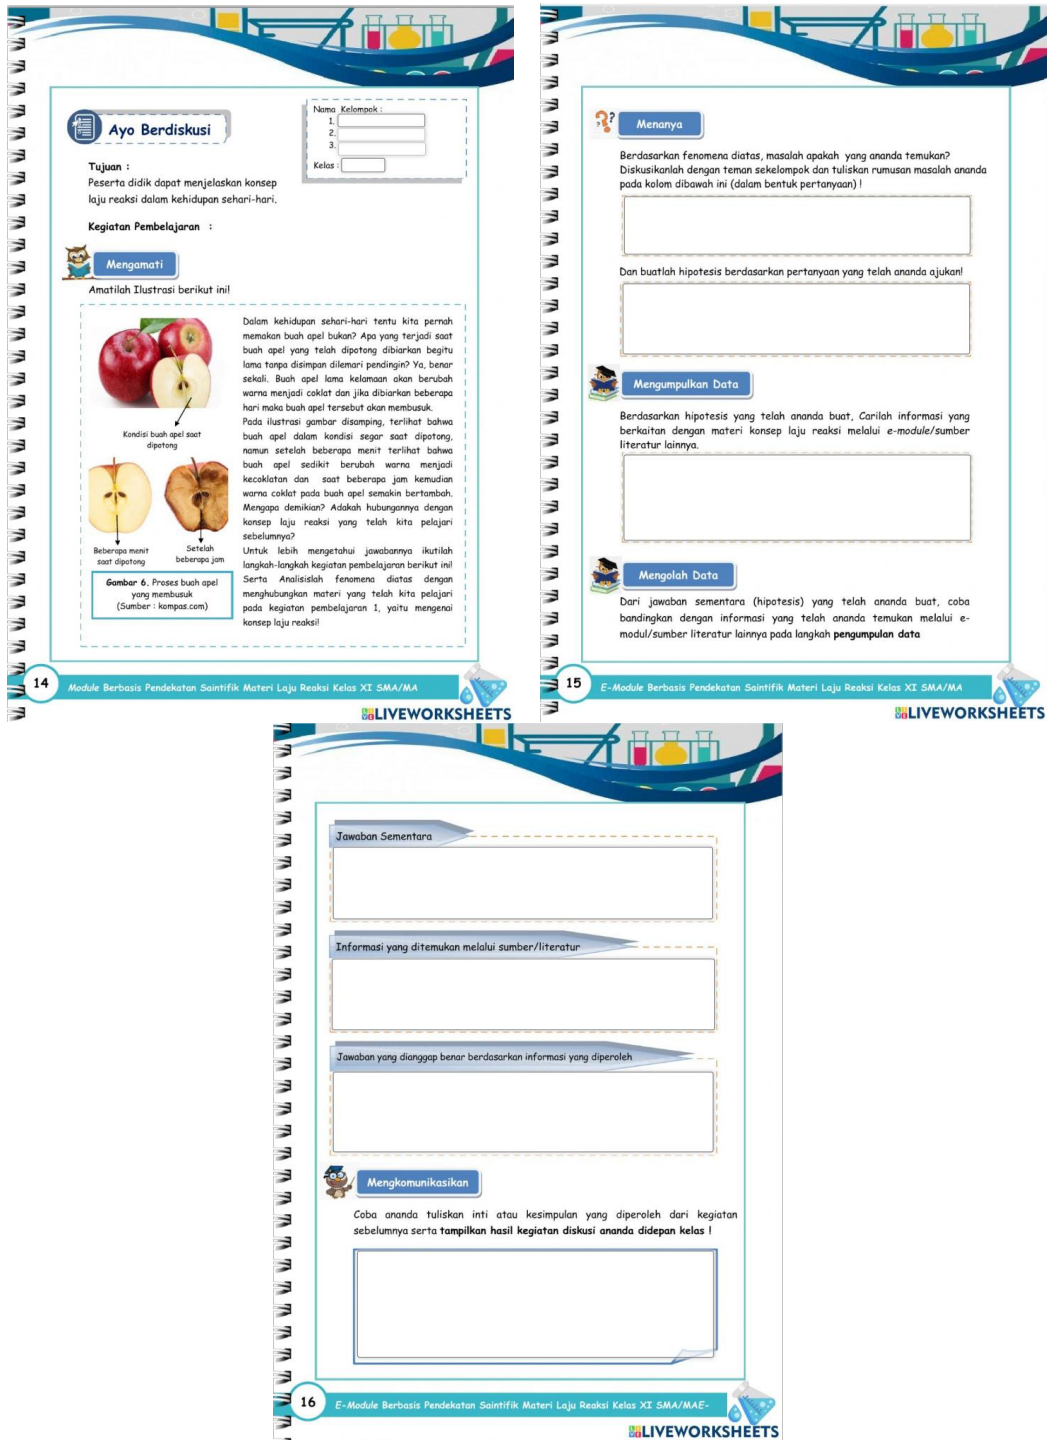 Ayo Berdiskusi
Nama Kelompok :
1.
2.
3.
Kelas :
Tujuan :
Peserta didik dapat menjelaskan konsep
laju reaksi dalam kehidupan sehari-hari.
Kegiatan Pembelajaran :
Mengamati
Amatilah Ilustrasi berikut ini!
Kondisi buah apel saat
dipotong
Beberapa menit
saat dipotong
Setelah
beberapa jam
Gambar 6. Proses buah apel
yang membusuk
(Sumber : kompas.com)
Dalam kehidupan sehari-hari tentu kita pernah
memakan buah apel bukan? Apa yang terjadi saat
buah apel yang telah dipotong dibiarkan begitu
lama tanpa disimpan dilemari pendingin? Ya, benar
sekali. Buah apel lama kelamaan akan berubah
warna menjadi coklat dan jika dibiarkan beberapa
hari maka buah apel tersebut akan membusuk.
Pada ilustrasi gambar disamping, terlihat bahwa
buah apel dalam kondisi segar saat dipotong,
namun setelah beberapa menit terlihat bahwa
buah apel sedikit berubah warna menjadi
kecoklatan dan saat beberapa jam kemudian
warna coklat pada buah apel semakin bertambah.
Mengapa demikian? Adakah hubungannya dengan
konsep laju reaksi yang telah kita pelajari
sebelumnya?
Untuk lebih mengetahui jawabannya ikutilah
langkah-langkah kegiatan pembelajaran berikut ini!
Serta Analisislah fenomena diatas dengan
menghubungkan materi yang telah kita pelajari
pada kegiatan pembelajaran 1, yaitu mengenai
konsep laju reaksi!
14
Module Berbasis Pendekatan Saintifik Materi Laju Reaksi Kelas XI SMA/MA
LIVEWORKSHEETS
Menanya
Berdasarkan fenomena diatas, masalah apakah yang ananda temukan?
Diskusikanlah dengan teman sekelompok dan tuliskan rumusan masalah ananda
pada kolom dibawah ini (dalam bentuk pertanyaan) !
Dan buatlah hipotesis berdasarkan pertanyaan yang telah ananda ajukan!
Mengumpulkan Data
Berdasarkan hipotesis yang telah ananda buat, Carilah informasi yang
berkaitan dengan materi konsep laju reaksi melalui e-module/sumber
literatur lainnya.
Mengolah Data
Dari jawaban sementara (hipotesis) yang telah ananda buat, coba
bandingkan dengan informasi yang telah ananda temukan melalui e-
modul/sumber literatur lainnya pada langkah pengumpulan data
15
E-Module Berbasis Pendekatan Saintifik Materi Laju Reaksi Kelas XI SMA/MA
LIVEWORKSHEETS
Jawaban Sementara
Informasi yang ditemukan melalui sumber/literatur
Jawaban yang dianggap benar berdasarkan informasi yang diperoleh
Mengkomunikasikan
Coba ananda tuliskan inti atau kesimpulan yang diperoleh dari kegiatan
sebelumnya serta tampilkan hasil kegiatan diskusi ananda didepan kelas !
16
E-Module Berbasis Pendekatan Saintifik Materi Laju Reaksi Kelas XI SMA/MAE-
LIVEWORKSHEETS